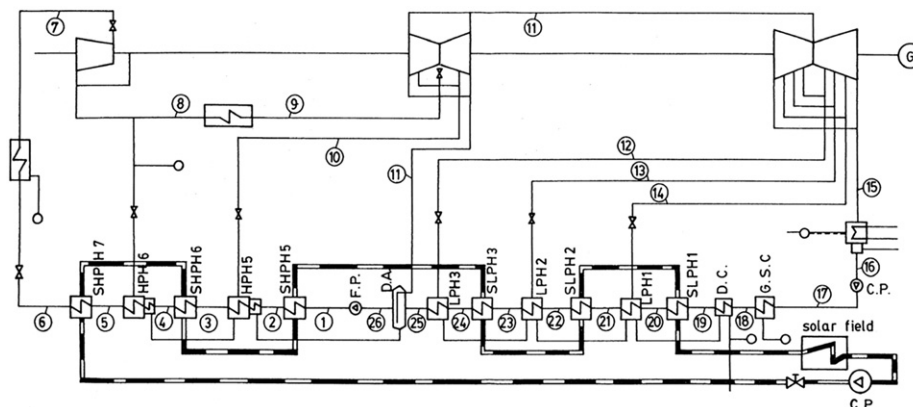 7
11
G
8
9
10
12
13
11
14
15
SHPH7
HPH6
SHPH6
HPH5
SHPH5
F.P.
D.A.
LPH3
SLPH3
LPH2
SLPH2
LPH1
SLPH1
D.C.
G.S.C
16
C.P.
6
5
4
3
2
1
26
25
24
23
22
21
20
19
18
17
solar field
C.P.